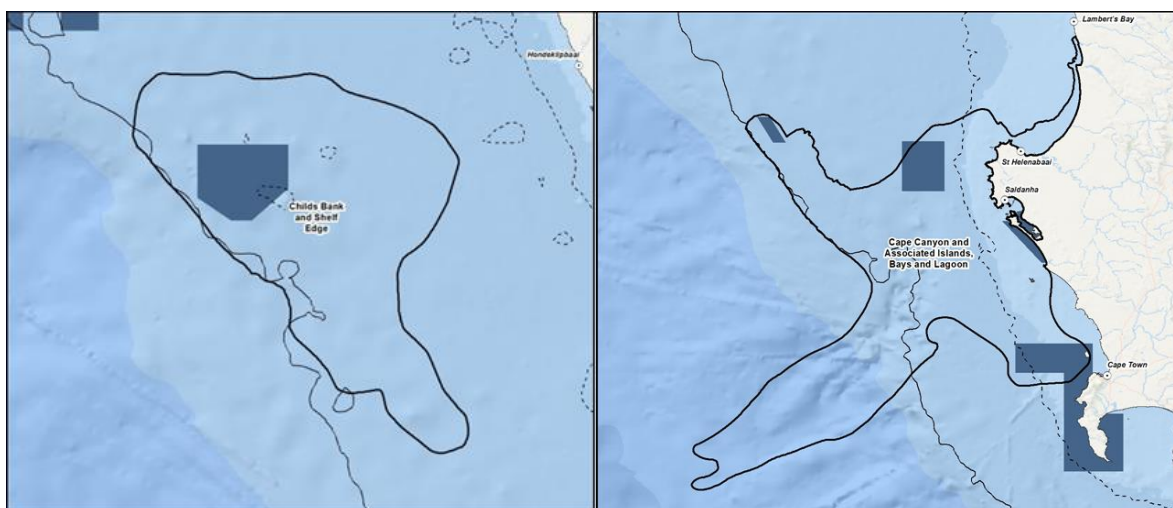 Hondeklipbaai
Childs Bank
and Shelf
Edge
Lambert's Bay
St Helenabaai
Saldanha
Cape Canyon and
Associated Islands,
Bays and Lagoon
Cape Town